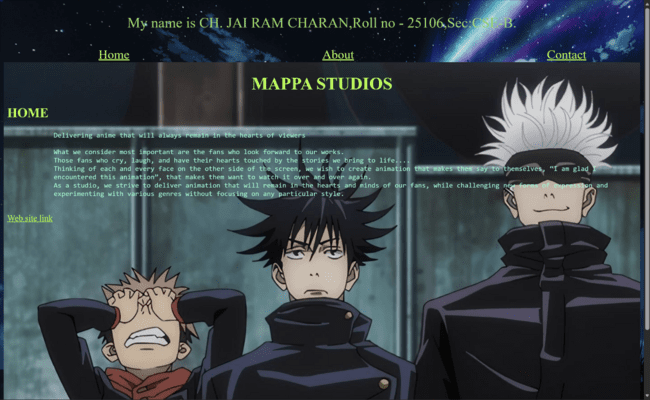 My name is CH. JAI RAM CHARAN,Roll no - 25106,Sec:CSE-B.
Home About Contact
MAPPA STUDIOS
HOME
Delivering anime that will always remain in the hearts of viewers
What we consider most important are the fans who look forward to our works.
Those fans who cry, laugh, and have their hearts touched by the stories we bring to life....
Thinking of each and every face on the other side of the screen, we wish to create animation that makes them say to themselves, "I am glad I
encountered this animation", that makes them want to watch it over and over again.
As a studio, we strive to deliver animation that will remain in the hearts and minds of our fans, while challenging new forms of expression and
experimenting with various genres without focusing on any particular style.
Web site link